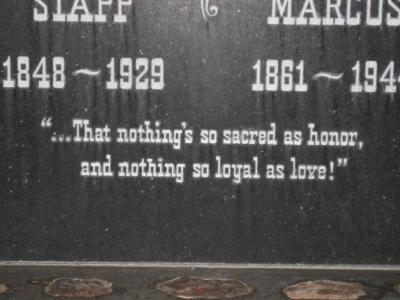 STAPP MARCUS
1848 ~ 1929 1861 ~ 194
"...That nothing's so sacred as honor,
and nothing so loyal as love!"